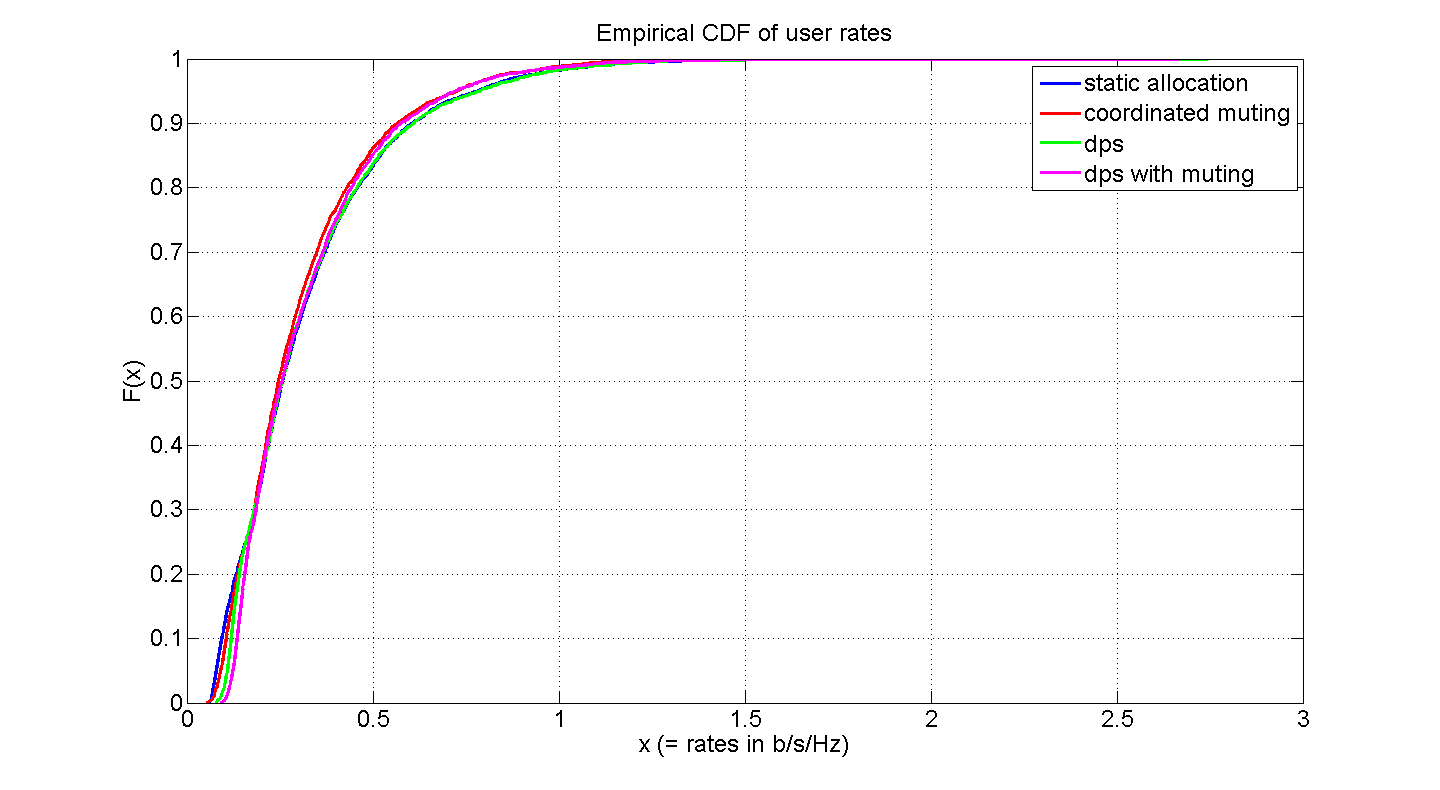 Empirical CDF of user rates
static allocation
coordinated muting
dps
dps with muting
1
0.9
0.8
0.7
0.6
0.5
0.4
0.3
0.2
0.1
0
F(x)
0 0.5 1 1.5 2 2.5 3
x (= rates in b/s/Hz)